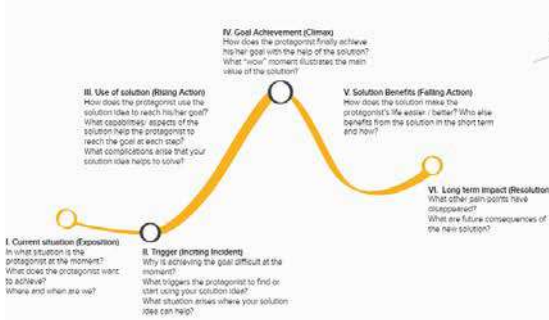 IV. Goal Achievement (Climax)
How does the protagonist finally achieve
his/her goal with the help of the solution?
What "wow" moment illustrates the main
value of the solution?
III. Use of solution (Rising Action)
How does the protagonist use the
solution idea to reach his/her goal?
What capabilities/ aspects of the
solution help the protagonist to
reach the goal at each step?
What complications arise that your
solution idea helps to solve?
V. Solution Benefits (Falling Action)
How does the solution make the
protagonist's life easier / better? Who else
benefits from the solution in the short term
and how?
VI. Long term impact (Resolution
What other pain points have
disappeared?
What are future consequences of
the new solution?
I. Current situation (Exposition)
In what situation is the
protagonist at the moment?
What does the protagonist want
to achieve?
Where and when are we?
II. Trigger (Inciting Incident)
Why is achieving the goal difficult at the
moment?
What triggers the protagonist to find or
start using your solution idea?
What situation arises where your solution
idea can help?